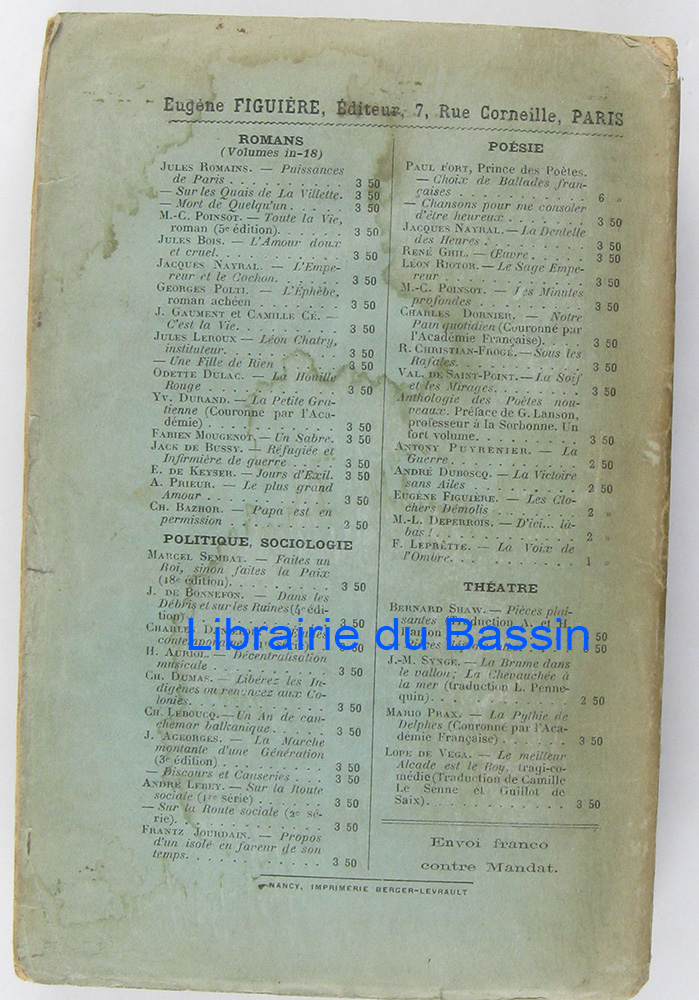 Eugène FIGUIÈRE, Éditeur, 7, Rue Corneille, PARIS
ROMANS
(Volumes in-18)
JULES ROMAINS. — Puissances
de Paris . . . . . . . . . . 3 50
— Sur les Quais de La Villette. 3 50
— Mort de Quelqu'un . . . . . 3 50
M.-C. POINSOT. — Toute la Vie,
roman (5e édition). . . . . . . 3 50
JULES BOIS. — L'Amour doux
et cruel. . . . . . . . . . . 3 50
JACQUES NAYRAL. — L'Empe-
reur et le Cochon. . . . . . . 3 50
GEORGES POLTI. — L'Éphèbe,
roman achéen . . . . . . . . 3 50
J. GAUMENT et CAMILLE CÉ. —
C'est la Vie. . . . . . . . . . 3 50
JULES LEROUX — Léon Chatry,
instituteur. . . . . . . . . . 3 50
— Une Fille de Rien . . . . . 3 50
ODETTE DULAC. — La Houille
Rouge . . . . . . . . . . . 3 50
YV. DURAND. — La Petite Gra-
tienne (Couronné par l'Aca-
démie) . . . . . . . . . . . 3 50
FABIEN MOUGENOT. — Un Sabre. 3 50
JACK DE BUSSY. — Réfugiée et
Infirmière de guerre . . . . . 3 50
E. DE KEYSER. — Jours d'Exil. 3 50
A. PRIEUR. — Le plus grand
Amour . . . . . . . . . . . 3 50
CH. BAZHOR. — Papa est en
permission . . . . . . . . . 2 50
POLITIQUE, SOCIOLOGIE
MARCEL SEMBAT. — Faites un
Roi, sinon faites la Paix
(18e édition). . . . . . . . . 3 50
J. DE BONNEFON. — Dans les
Débris et sur les Ruines (4e édi-
tion)
CHARLES
H. AURIOL. — Décentralisation
musicale . . . . . . . . . . 3 50
CH. DUMAS. — Libérez les In-
digènes ou renoncez aux Co-
lonies. . . . . . . . . . . . 3 50
CH. LEBOUCQ. — Un An de cau-
chemar balkanique. . . . . . . 3 50
J. AGEORGES. — La Marche
montante d'une Génération
(3e édition) . . . . . . . . . 3 50
— Discours et Causeries . . . 3 50
ANDRÉ LEBEY. — Sur la Route
sociale (1re série) . . . . . . 3 50
— Sur la Route sociale (2e sé-
rie). . . . . . . . . . . . . 3 50
FRANTZ JOURDAIN. — Propos
d'un isolé en faveur de son
temps. . . . . . . . . . . . 3 50
POÉSIE
PAUL FORT, Prince des Poètes.
— Choix de Ballades fran-
çaises . . . . . . . . . . . 6 »
— Chansons pour me consoler
d'être heureux . . . . . . . . 3 50
JACQUES NAYRAL. — La Dentelle
des Heures . . . . . . . . . 3 50
RENÉ GHIL. — Œuvre . . . . . 3 50
LÉON RIOTOR. — Le Sage Empe-
reur . . . . . . . . . . . . 3 50
M.-C. POINSOT. — Les Minutes
profondes . . . . . . . . . . 3 50
CHARLES DORNIER. — Notre
Pain quotidien (Couronné par
l'Académie Française). . . . . 3 50
R. CHRISTIAN-FROGÉ. — Sous les
Rafales. . . . . . . . . . . 3 50
VAL. DE SAINT-POINT. — La Soif
et les Mirages. . . . . . . . 3 50
Anthologie des Poètes nou-
veaux. Préface de G. Lanson,
professeur à la Sorbonne. Un
fort volume. . . . . . . . . . 3 50
ANTONY PUYRENIER. — La
Guerre. . . . . . . . . . . . 2 50
ANDRÉ DUBOSCQ. — La Victoire
sans Ailes . . . . . . . . . 2 50
EUGÈNE FIGUIÈRE. — Les Clo-
chers Démolis . . . . . . . . 2 »
M.-L. DEPERROIS. — D'ici... là-
bas ! . . . . . . . . . . . . 2 »
F. LEPRÊTTE. — La Voix de
l'Ombre. . . . . . . . . . . 1 »
THÉATRE
BERNARD SHAW. — Pièces plai-
santes (Traduction A. et H.
Hamon
J.-M. SYNGE. — La Brume dans
le vallon; La Chevauchée à
la mer (traduction L. Penne-
quin). . . . . . . . . . . . 2 50
MARIO PRAX. — La Pythie de
Delphes (Couronné par l'Aca-
démie Française) . . . . . . . 3 50
LOPE DE VEGA. — Le meilleur
Alcade est le Roy, tragi-co-
médie (Traduction de Camille
Le Senne et Guillot de
Saix). . . . . . . . . . . . 3 50
Envoi franco
contre Mandat.
NANCY, IMPRIMERIE BERGER-LEVRAULT
Librairie du Bassin